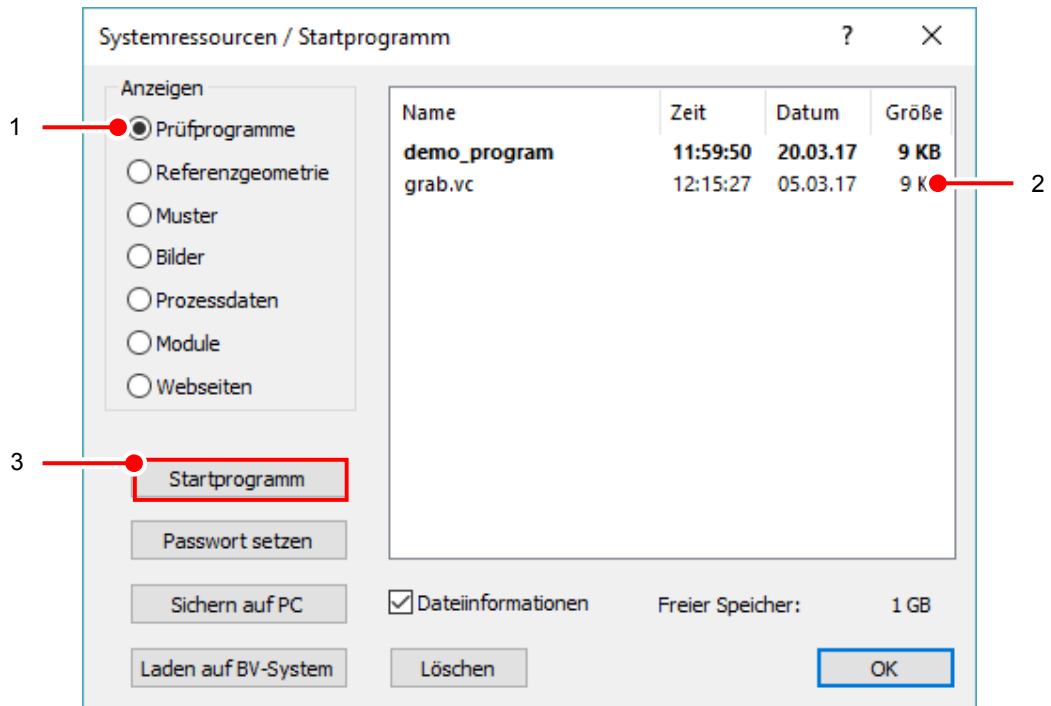 Systemressourcen / Startprogramm ?
Anzeigen
1 Prüfprogramme
Referenzgeometrie
Muster
Bilder
Prozessdaten
Module
Webseiten
Name Zeit Datum Größe
demo_program 11:59:50 20.03.17 9 KB
grab.vc 12:15:27 05.03.17 9 K 2
3 Startprogramm
Passwort setzen
Sichern auf PC
Laden auf BV-System
Dateiinformationen Freier Speicher: 1 GB
Löschen OK